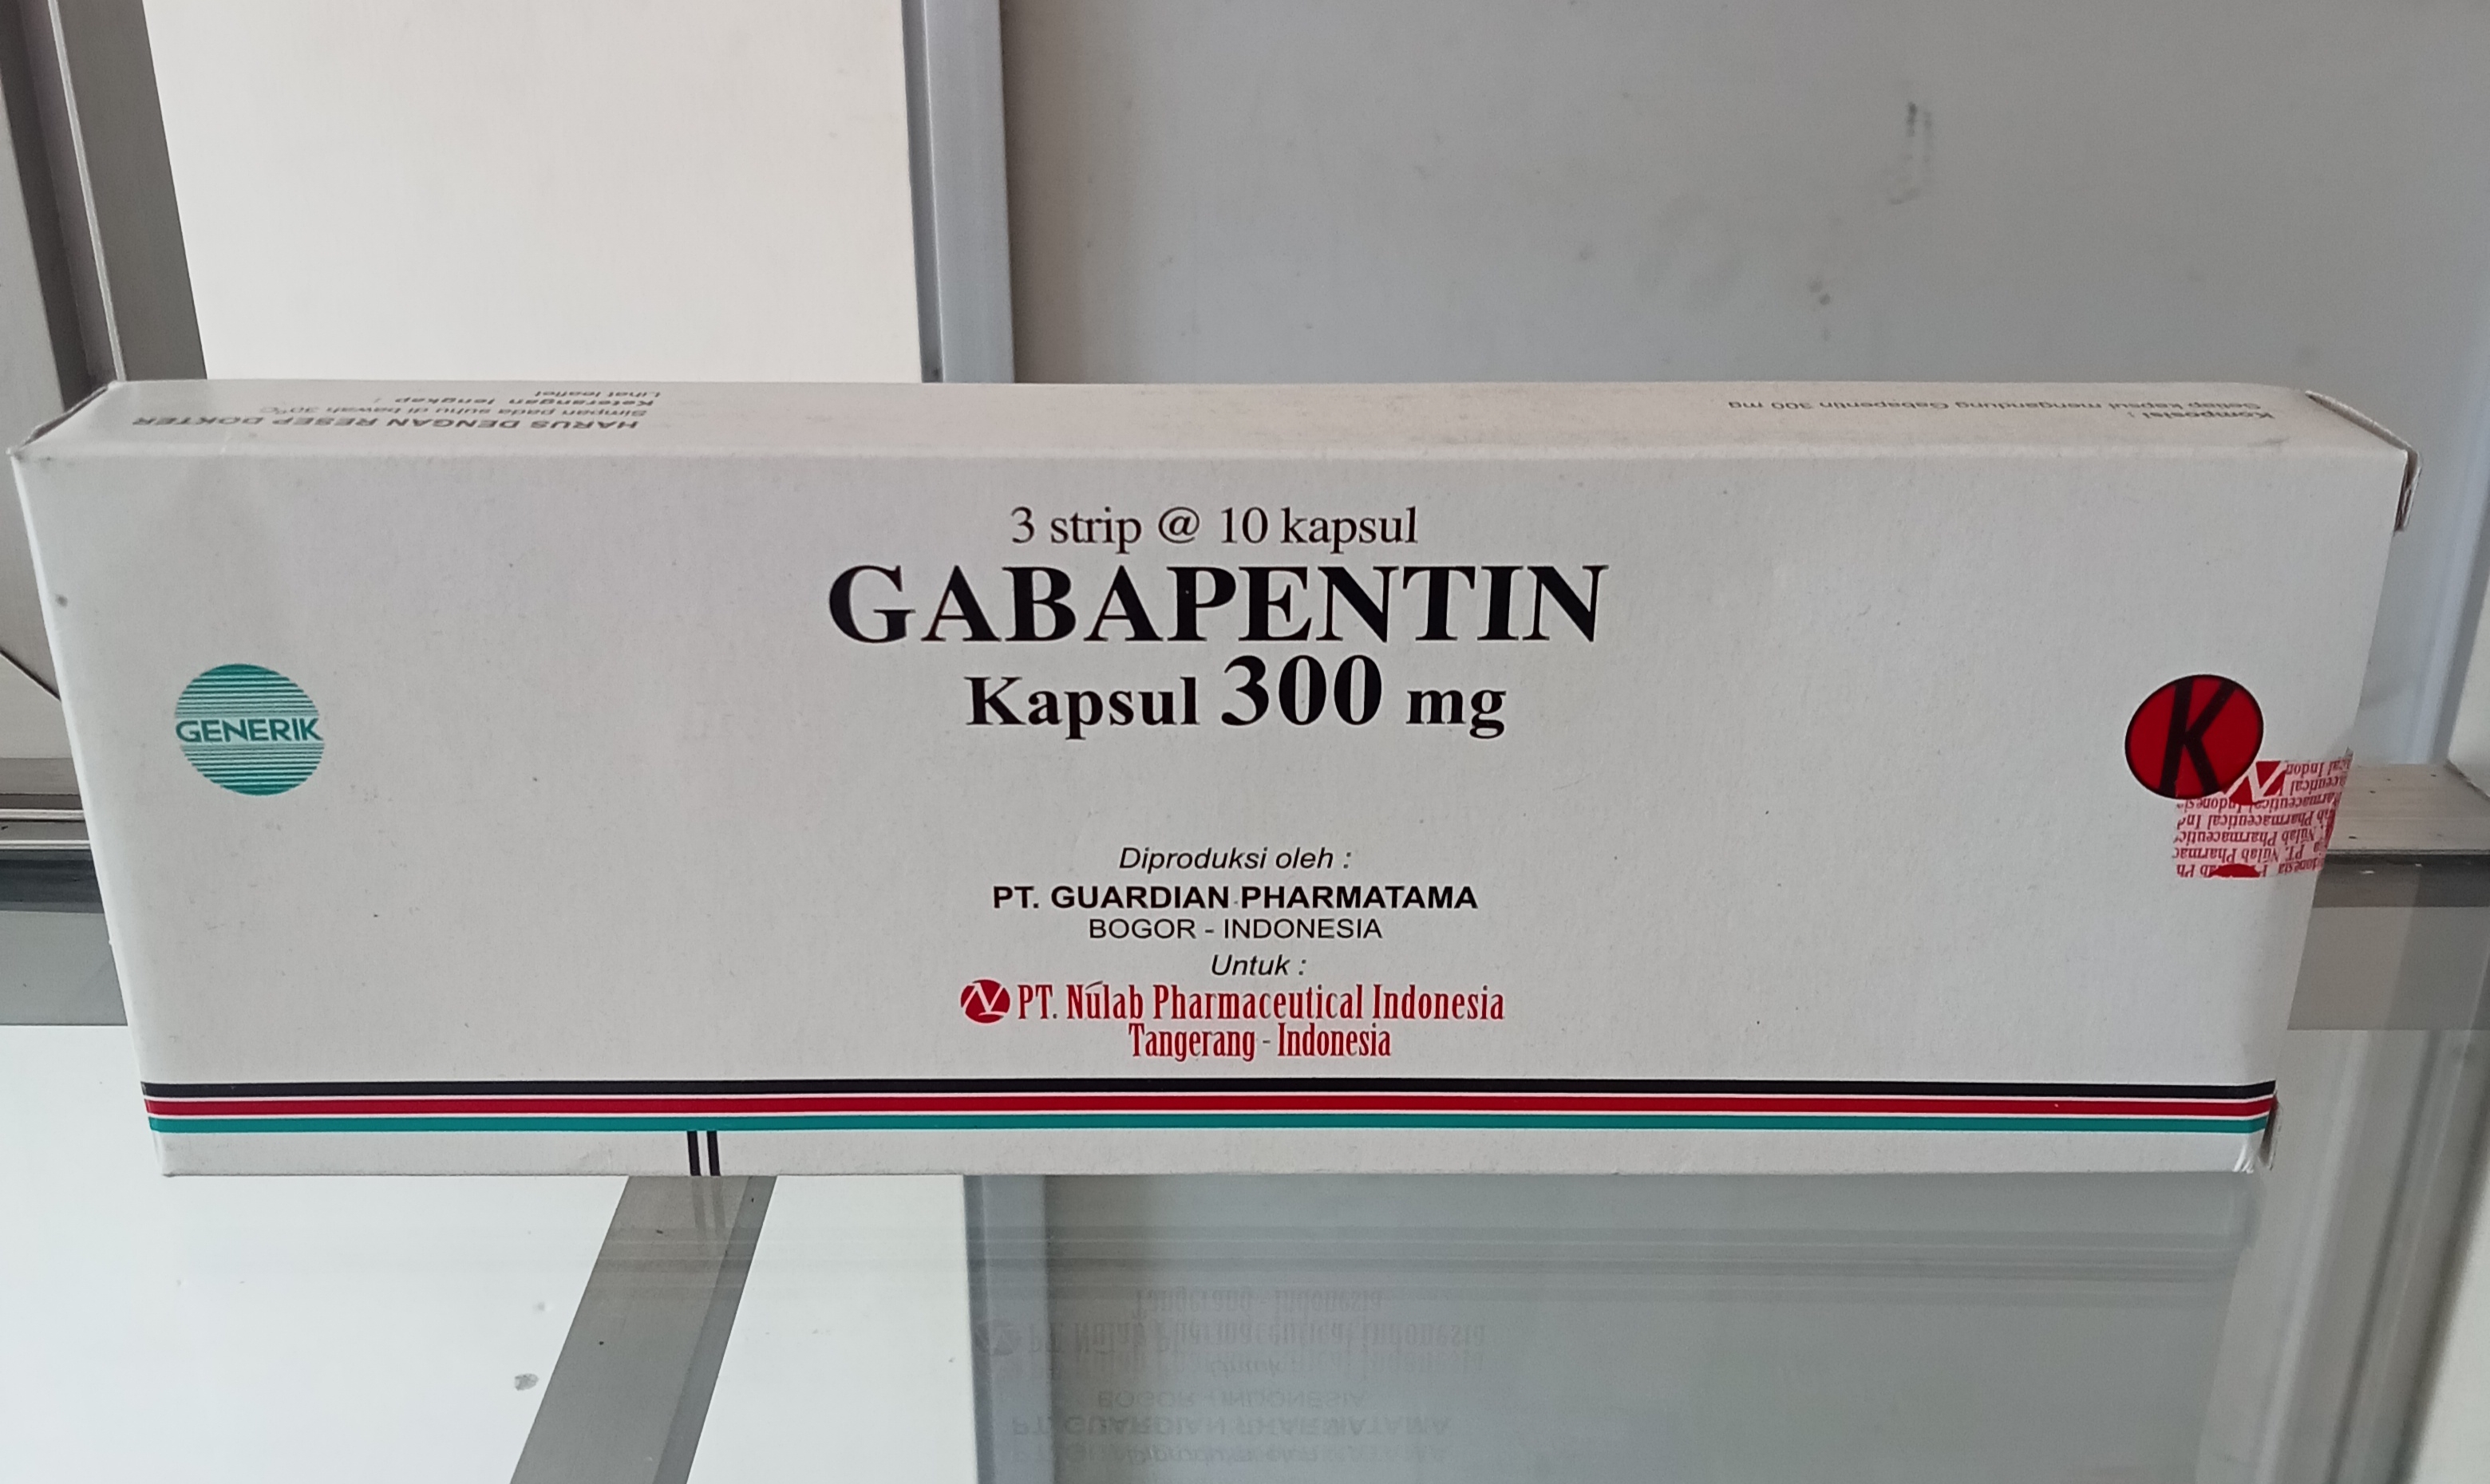 HARUS DENGAN RESEP DOKTER
Simpan pada suhu di bawah 30°C
Keterangan lengkap :
Lihat leaflet
Komposisi :
Setiap kapsul mengandung Gabapentin 300 mg
3 strip @ 10 kapsul
GABAPENTIN
Kapsul 300 mg
GENERIK
K
Diproduksi oleh :
PT. GUARDIAN PHARMATAMA
BOGOR - INDONESIA
Untuk :
PT. Nulab Pharmaceutical Indonesia
Tangerang - Indonesia